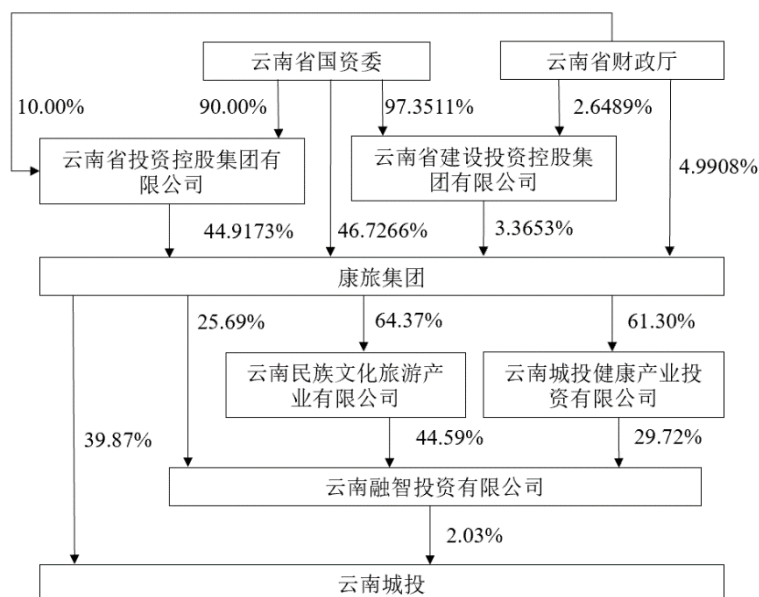 云南省国资委
云南省财政厅
10.00%
90.00%
97.3511%
2.6489%
云南省投资控股集团有
限公司
云南省建设投资控股集
团有限公司
4.9908%
44.9173%
46.7266%
3.3653%
康旅集团
25.69%
64.37%
61.30%
云南民族文化旅游产
业有限公司
云南城投健康产业投
资有限公司
39.87%
44.59%
29.72%
云南融智投资有限公司
2.03%
云南城投